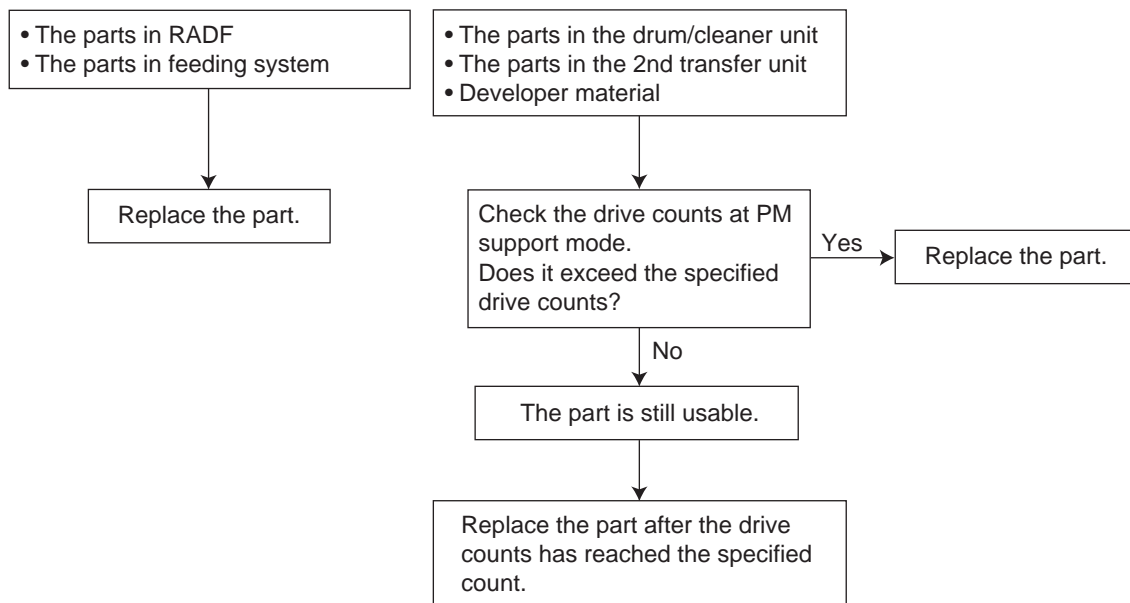 • The parts in RADF
• The parts in feeding system
Replace the part.
• The parts in the drum/cleaner unit
• The parts in the 2nd transfer unit
• Developer material
Check the drive counts at PM
support mode.
Does it exceed the specified
drive counts?
Yes
Replace the part.
No
The part is still usable.
Replace the part after the drive
counts has reached the specified
count.